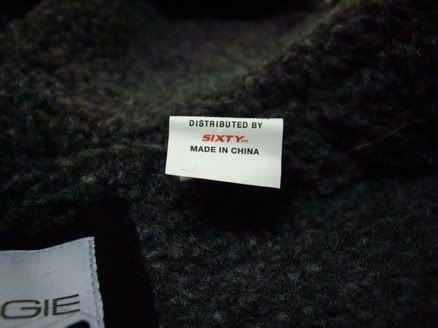 DISTRIBUTED BY
SIXTY
MADE IN CHINA
GIE